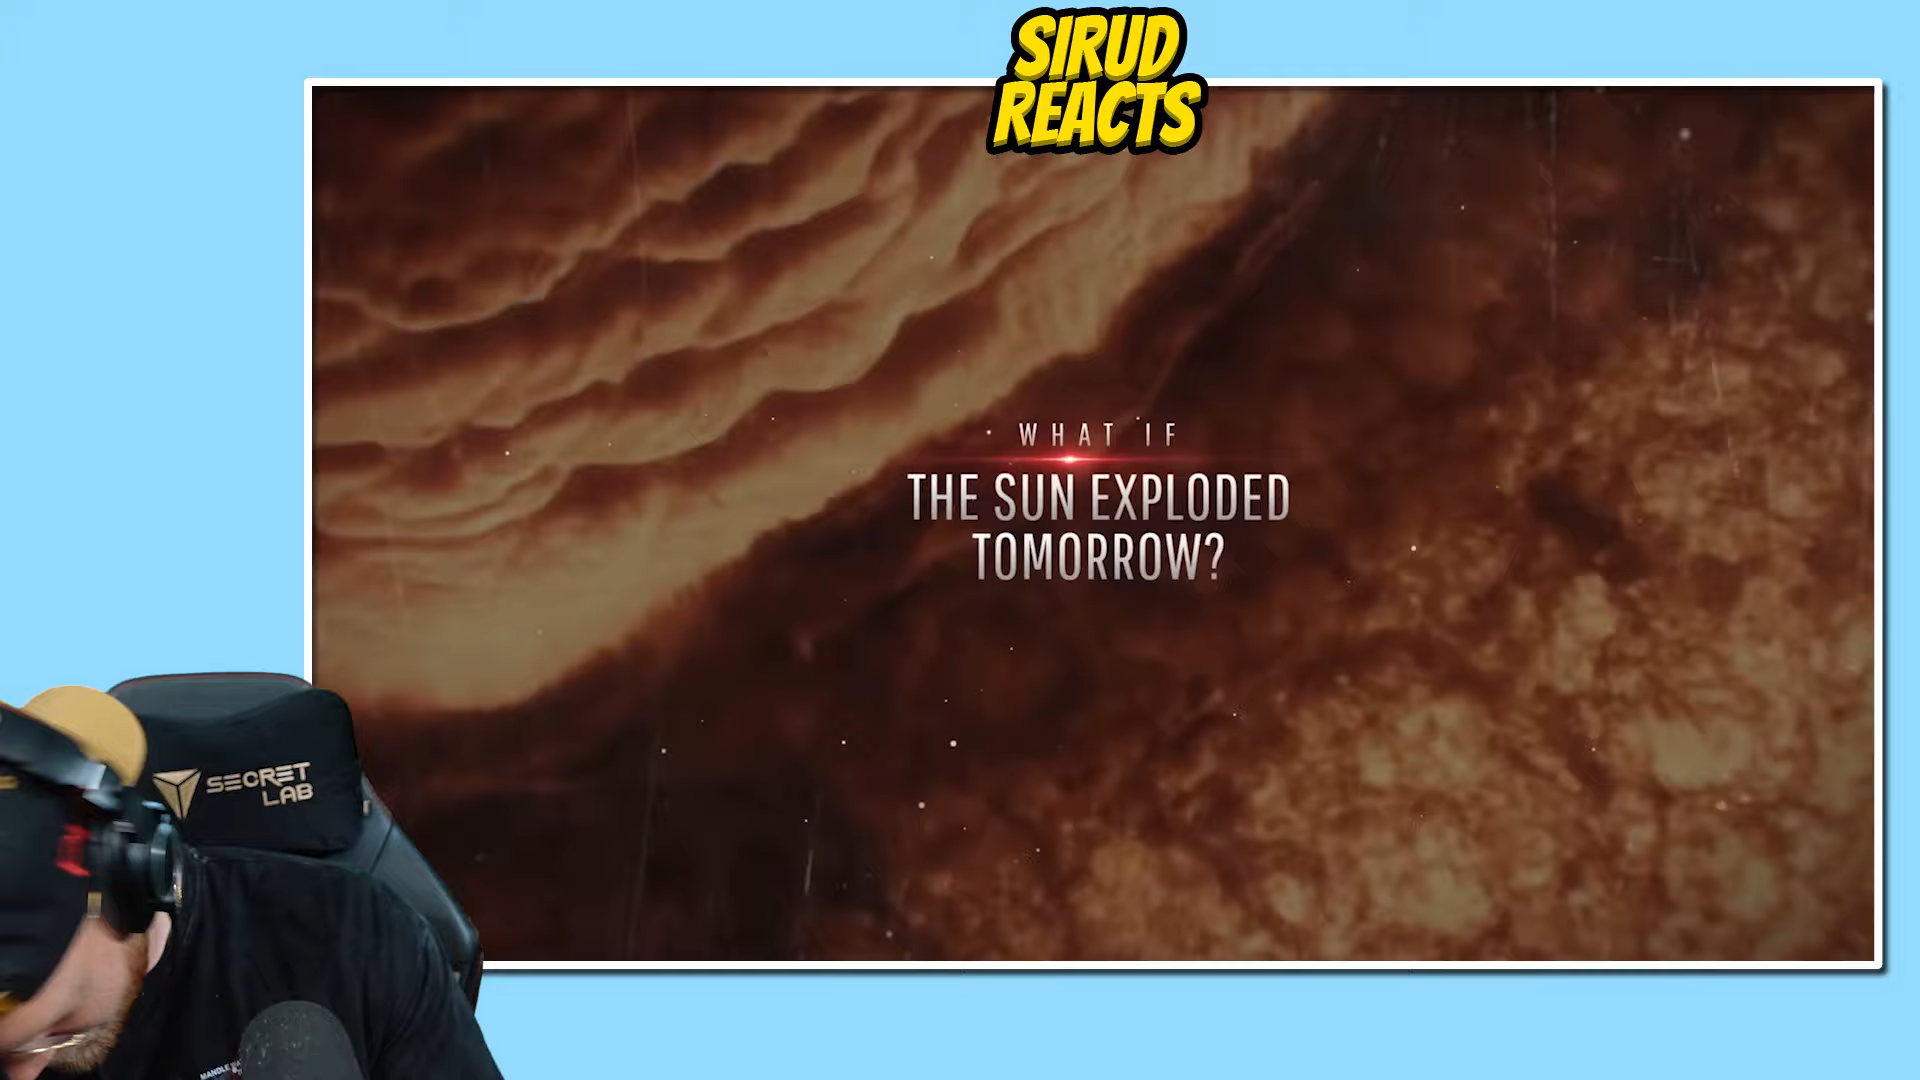 SIRUD
REACTS
WHAT IF
THE SUN EXPLODED
TOMORROW?
SECRET
LAB